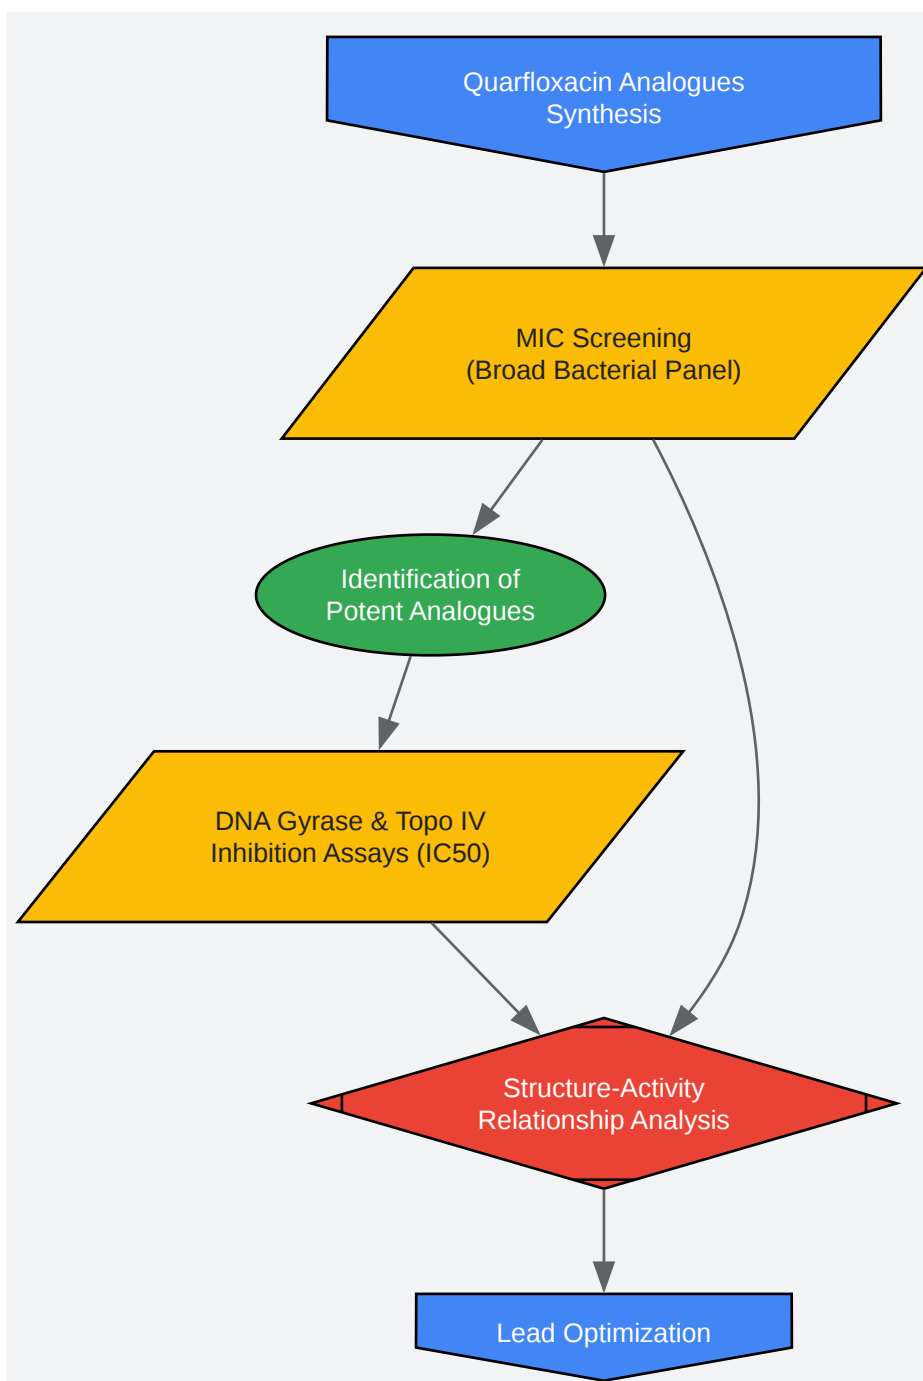 Quarfloxacin Analogues
Synthesis
MIC Screening
(Broad Bacterial Panel)
Identification of
Potent Analogues
DNA Gyrase & Topo IV
Inhibition Assays (IC50)
Structure-Activity
Relationship Analysis
Lead Optimization